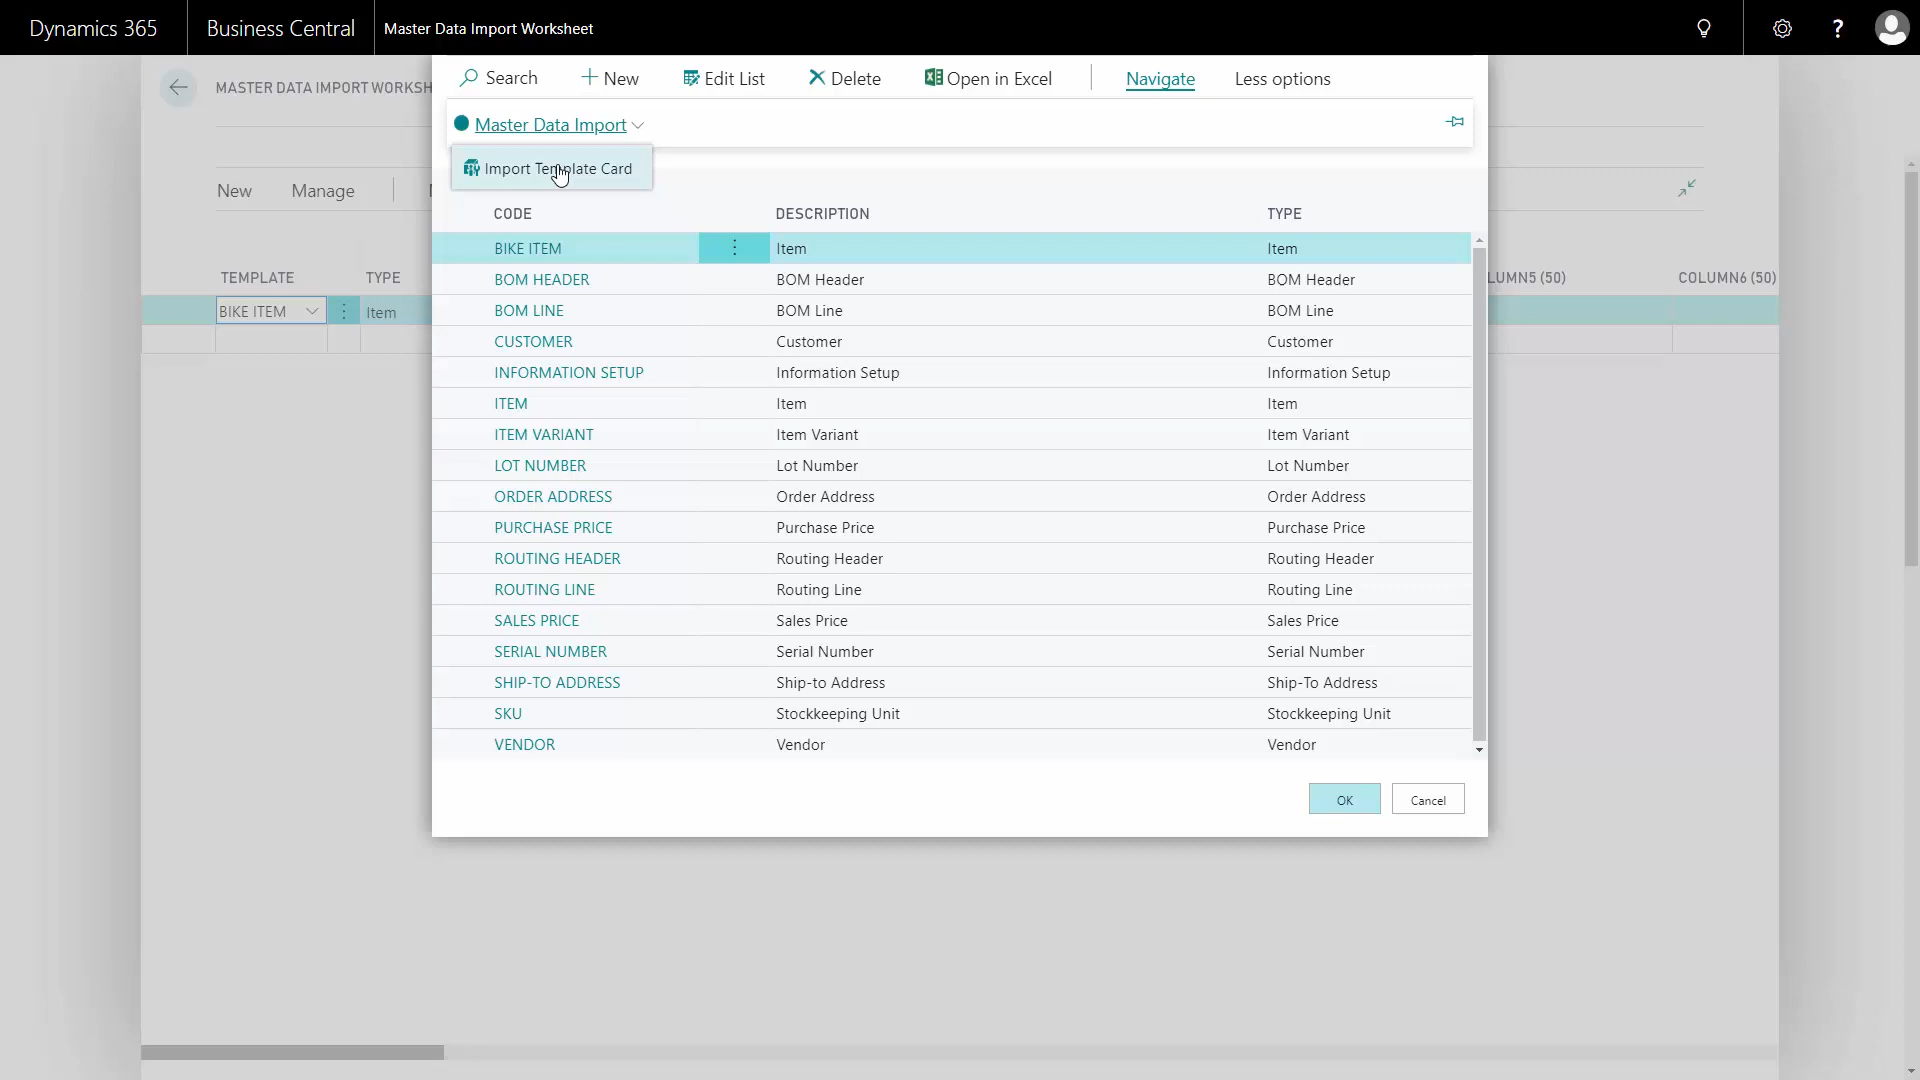 Dynamics 365 Business Central Master Data Import Worksheet ?
MASTER DATA IMPORT WORKSH
Search New Edit List Delete Open in Excel Navigate Less options
Master Data Import
Import Template Card
New Manage
CODE DESCRIPTION TYPE
BIKE ITEM Item Item
BOM HEADER BOM Header BOM Header
BOM LINE BOM Line BOM Line
CUSTOMER Customer Customer
INFORMATION SETUP Information Setup Information Setup
ITEM Item Item
ITEM VARIANT Item Variant Item Variant
LOT NUMBER Lot Number Lot Number
ORDER ADDRESS Order Address Order Address
PURCHASE PRICE Purchase Price Purchase Price
ROUTING HEADER Routing Header Routing Header
ROUTING LINE Routing Line Routing Line
SALES PRICE Sales Price Sales Price
SERIAL NUMBER Serial Number Serial Number
SHIP-TO ADDRESS Ship-to Address Ship-To Address
SKU Stockkeeping Unit Stockkeeping Unit
VENDOR Vendor Vendor
TEMPLATE TYPE LUMN5 (50) COLUMN6 (50)
BIKE ITEM Item
OK Cancel